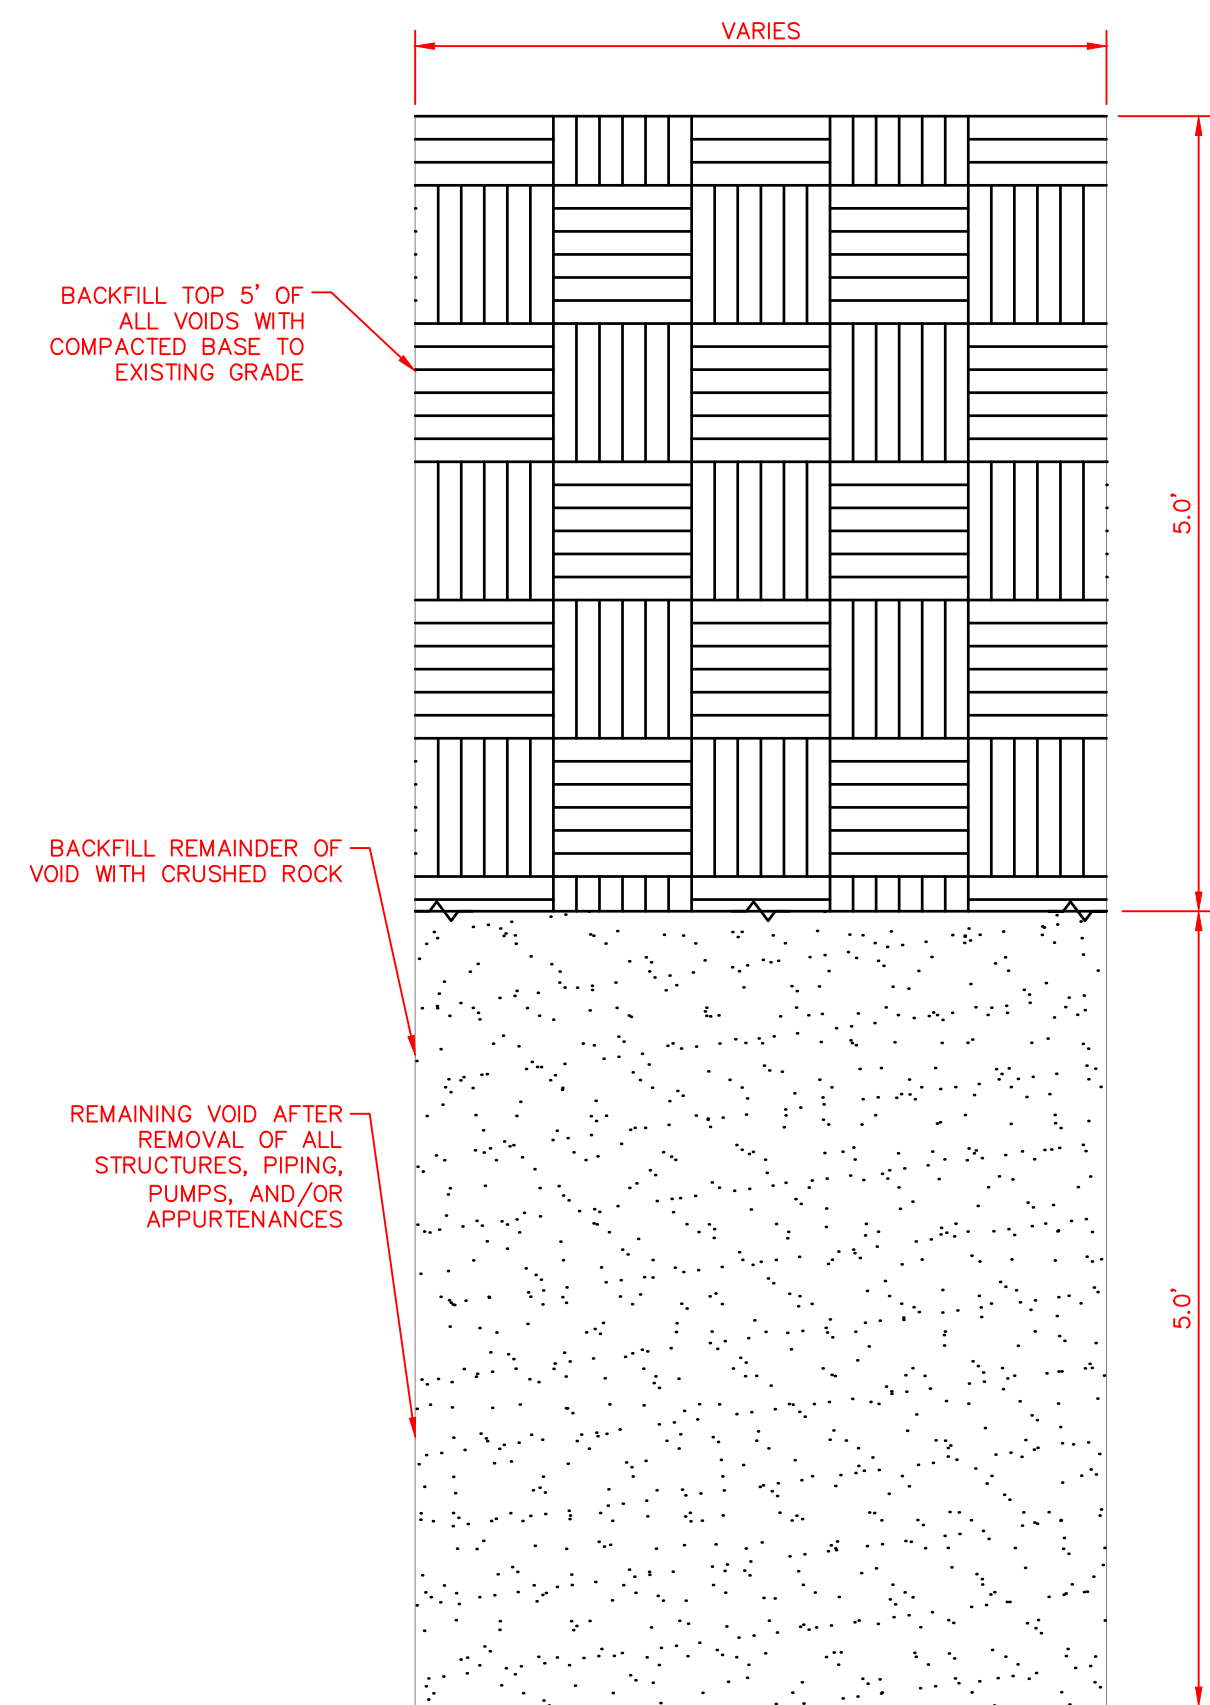 VARIES
BACKFILL TOP 5' OF
ALL VOIDS WITH
COMPACTED BASE TO
EXISTING GRADE
5.0'
BACKFILL REMAINDER OF
VOID WITH CRUSHED ROCK
REMAINING VOID AFTER
REMOVAL OF ALL
STRUCTURES, PIPING,
PUMPS, AND/OR
APPURTENANCES
5.0'